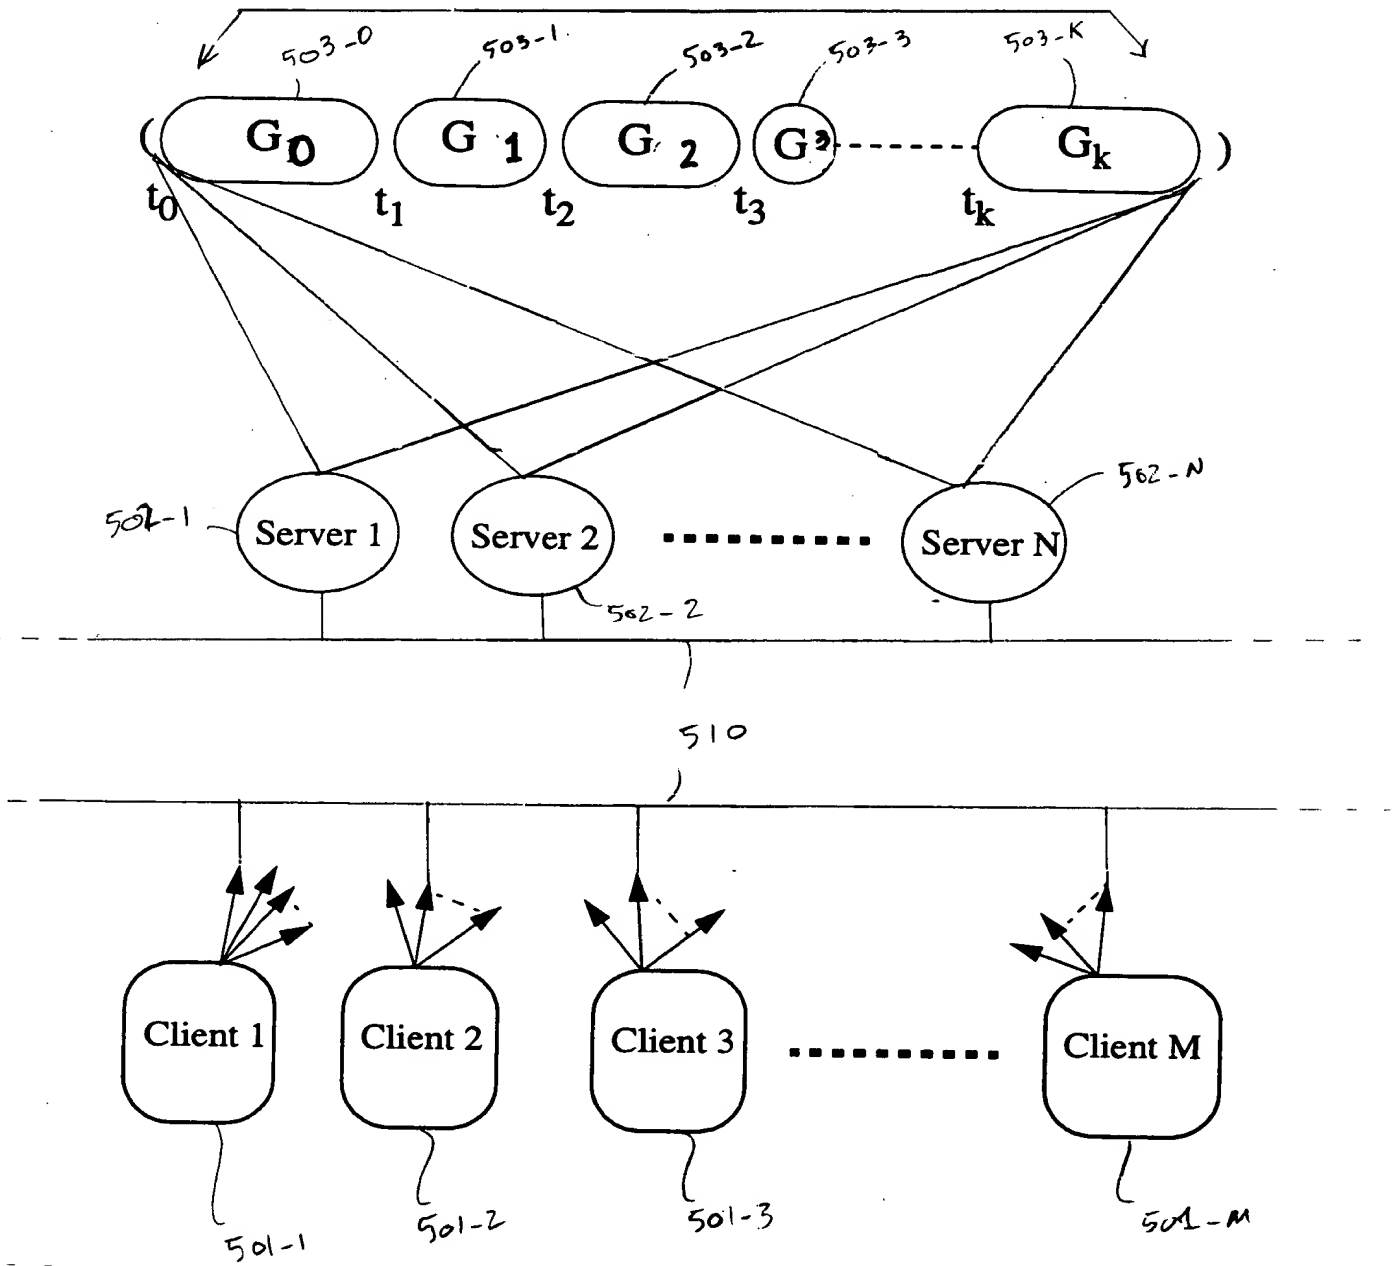 503-0 503-1 503-2 503-3 503-K
( G0 G 1 G 2 G3 Gk )
t0 t1 t2 t3 tk
502-N
502-1 Server 1 Server 2 Server N
502-2
510
Client 1 Client 2 Client 3 Client M
501-1 501-2 501-3 501-M